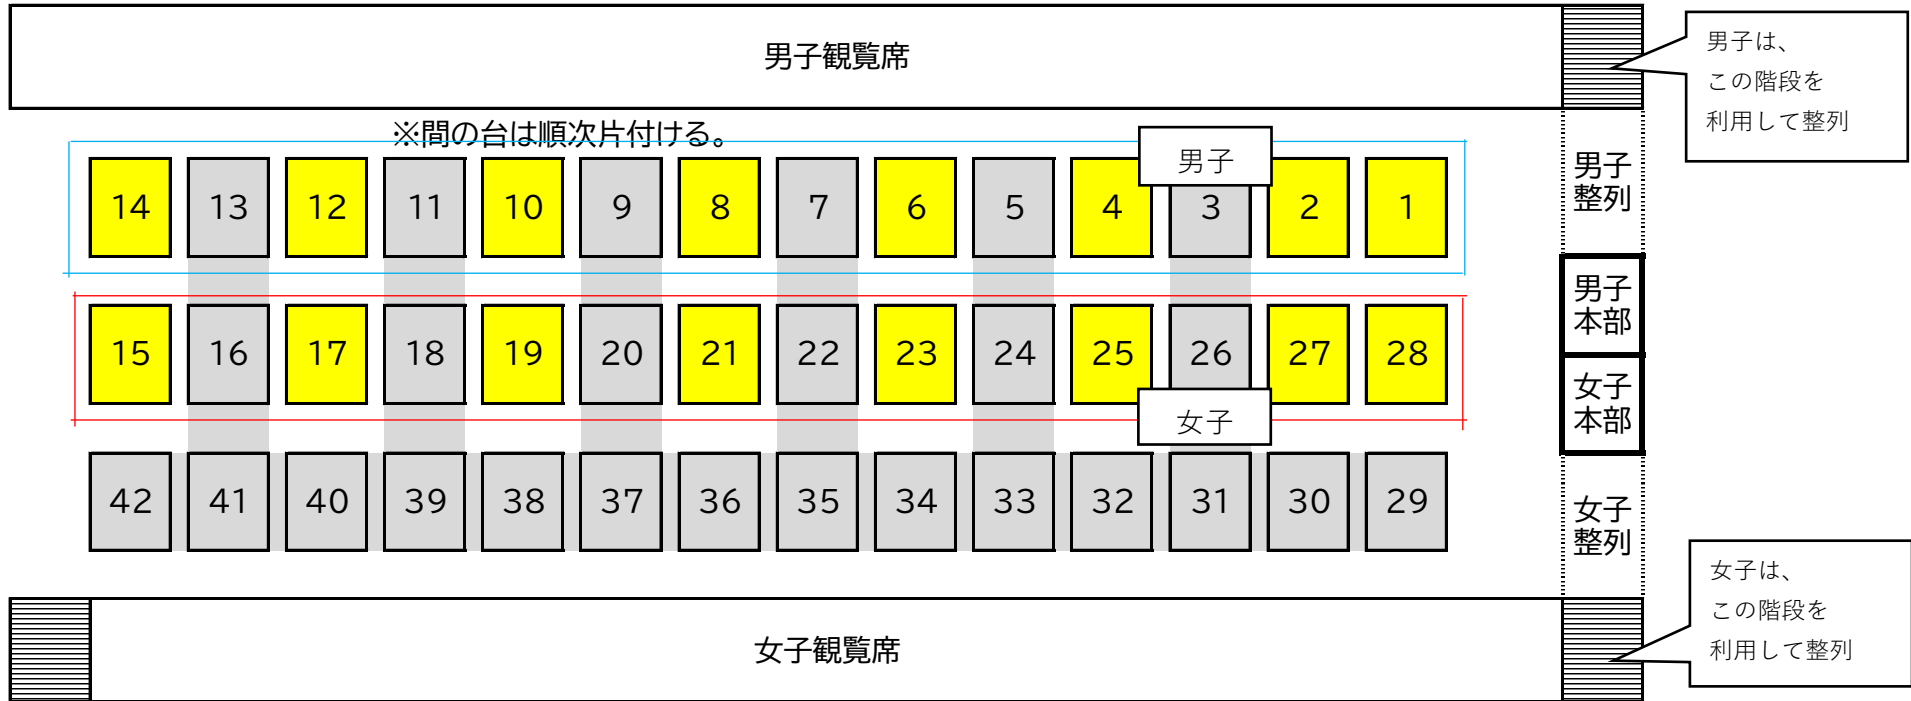 男子観覧席
男子は、
この階段を
利用して整列
※間の台は順次片付ける。
男子
14 13 12 11 10 9 8 7 6 5 4 3 2 1
男子
整列
男子
本部
15 16 17 18 19 20 21 22 23 24 25 26 27 28
女子
女子
本部
42 41 40 39 38 37 36 35 34 33 32 31 30 29
女子
整列
女子は、
この階段を
利用して整列
女子観覧席